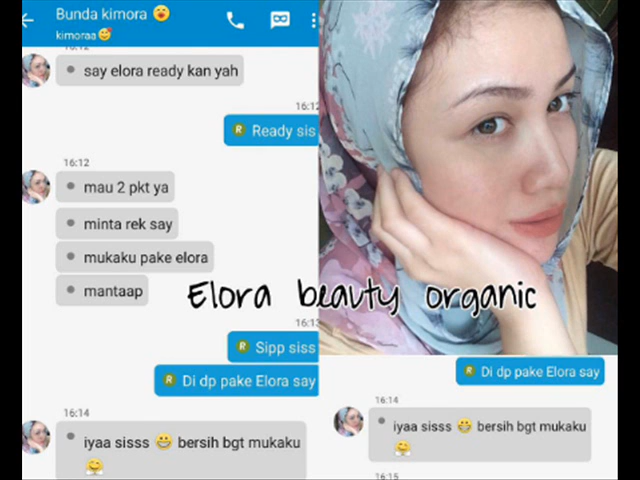 Bunda kimora
kimoraa
16:12
say elora ready kan yah
16:12
R Ready sis
16:12
mau 2 pkt ya
minta rek say
mukaku pake elora
mantaap
Elora beauty organic
R Sipp siss
R Di dp pake Elora say
16:14
iyaa sisss bersih bgt mukaku
R Di dp pake Elora say
16:14
iyaa sisss bersih bgt mukaku
16:15